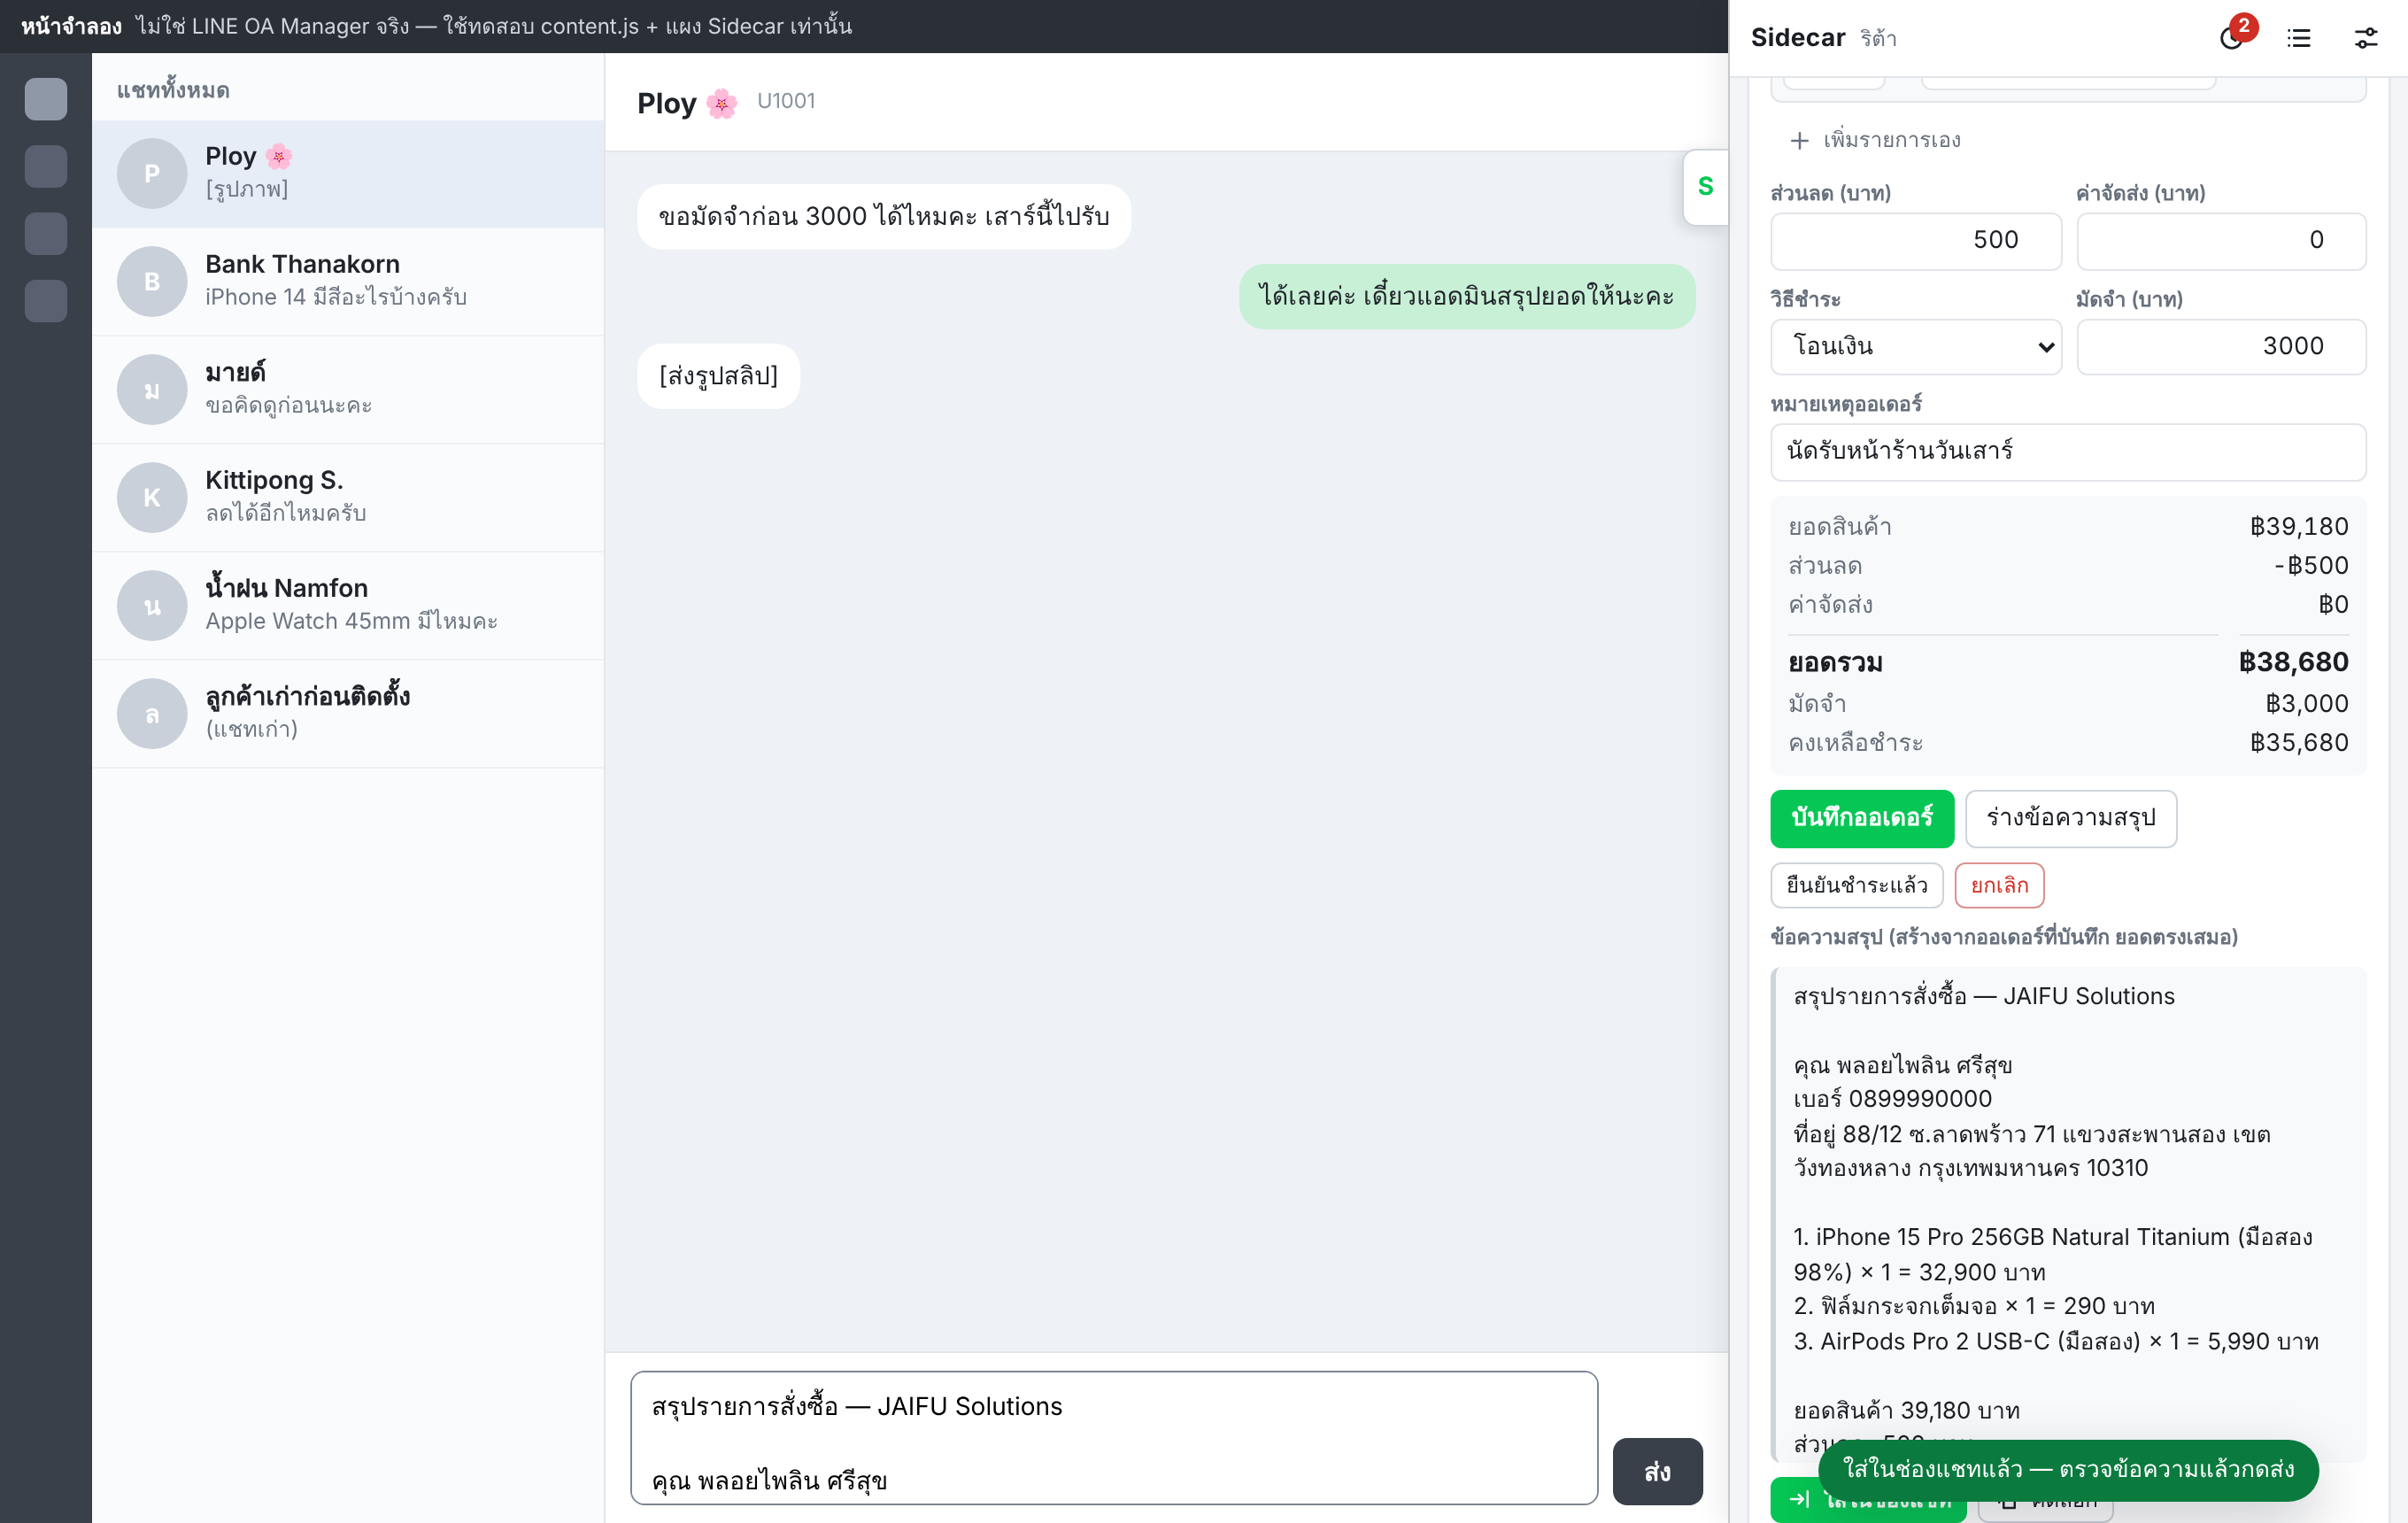 หน้าจำลอง ไม่ใช่ LINE OA Manager จริง — ใช้ทดสอบ content.js + แผง Sidecar เท่านั้น
แชททั้งหมด
P
Ploy 🌸
[รูปภาพ]
B
Bank Thanakorn
iPhone 14 มีสีอะไรบ้างครับ
ม
มายด์
ขอคิดดูก่อนนะคะ
K
Kittipong S.
ลดได้อีกไหมครับ
น
น้ำฝน Namfon
Apple Watch 45mm มีไหมคะ
ล
ลูกค้าเก่าก่อนติดตั้ง
(แชทเก่า)
Ploy 🌸 U1001
ขอมัดจำก่อน 3000 ได้ไหมคะ เสาร์นี้ไปรับ
ได้เลยค่ะ เดี๋ยวแอดมินสรุปยอดให้นะคะ
[ส่งรูปสลิป]
S
สรุปรายการสั่งซื้อ — JAIFU Solutions
คุณ พลอยไพลิน ศรีสุข
ส่ง
Sidecar ริต้า
2
เพิ่มรายการเอง
ส่วนลด (บาท) ค่าจัดส่ง (บาท)
500 0
วิธีชำระ มัดจำ (บาท)
โอนเงิน 3000
หมายเหตุออเดอร์
นัดรับหน้าร้านวันเสาร์
ยอดสินค้า ฿39,180
ส่วนลด -฿500
ค่าจัดส่ง ฿0
ยอดรวม ฿38,680
มัดจำ ฿3,000
คงเหลือชำระ ฿35,680
บันทึกออเดอร์ ร่างข้อความสรุป
ยืนยันชำระแล้ว ยกเลิก
ข้อความสรุป (สร้างจากออเดอร์ที่บันทึก ยอดตรงเสมอ)
สรุปรายการสั่งซื้อ — JAIFU Solutions
คุณ พลอยไพลิน ศรีสุข
เบอร์ 0899990000
ที่อยู่ 88/12 ซ.ลาดพร้าว 71 แขวงสะพานสอง เขต
วังทองหลาง กรุงเทพมหานคร 10310
1. iPhone 15 Pro 256GB Natural Titanium (มือสอง
98%) × 1 = 32,900 บาท
2. ฟิล์มกระจกเต็มจอ × 1 = 290 บาท
3. AirPods Pro 2 USB-C (มือสอง) × 1 = 5,990 บาท
ยอดสินค้า 39,180 บาท
ใส่ในช่องแชทแล้ว — ตรวจข้อความแล้วกดส่ง